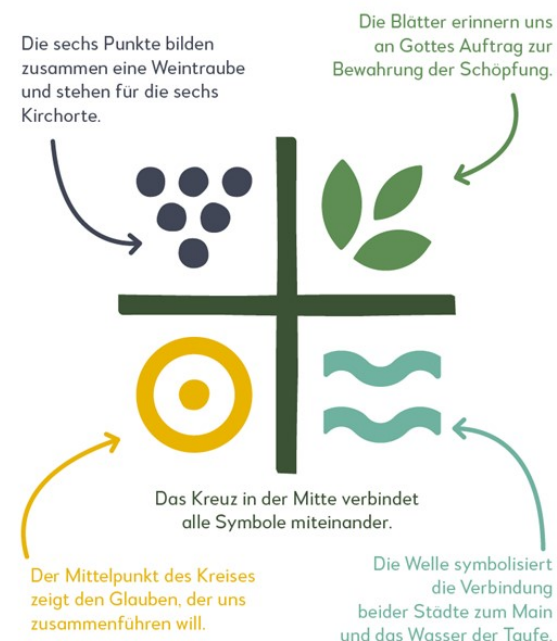 Die sechs Punkte bilden
zusammen eine Weintraube
und stehen für die sechs
Kirchorte.
Die Blätter erinnern uns
an Gottes Auftrag zur
Bewahrung der Schöpfung.
Das Kreuz in der Mitte verbindet
alle Symbole miteinander.
Der Mittelpunkt des Kreises
zeigt den Glauben, der uns
zusammenführen will.
Die Welle symbolisiert
die Verbindung
beider Städte zum Main
und das Wasser der Taufe.